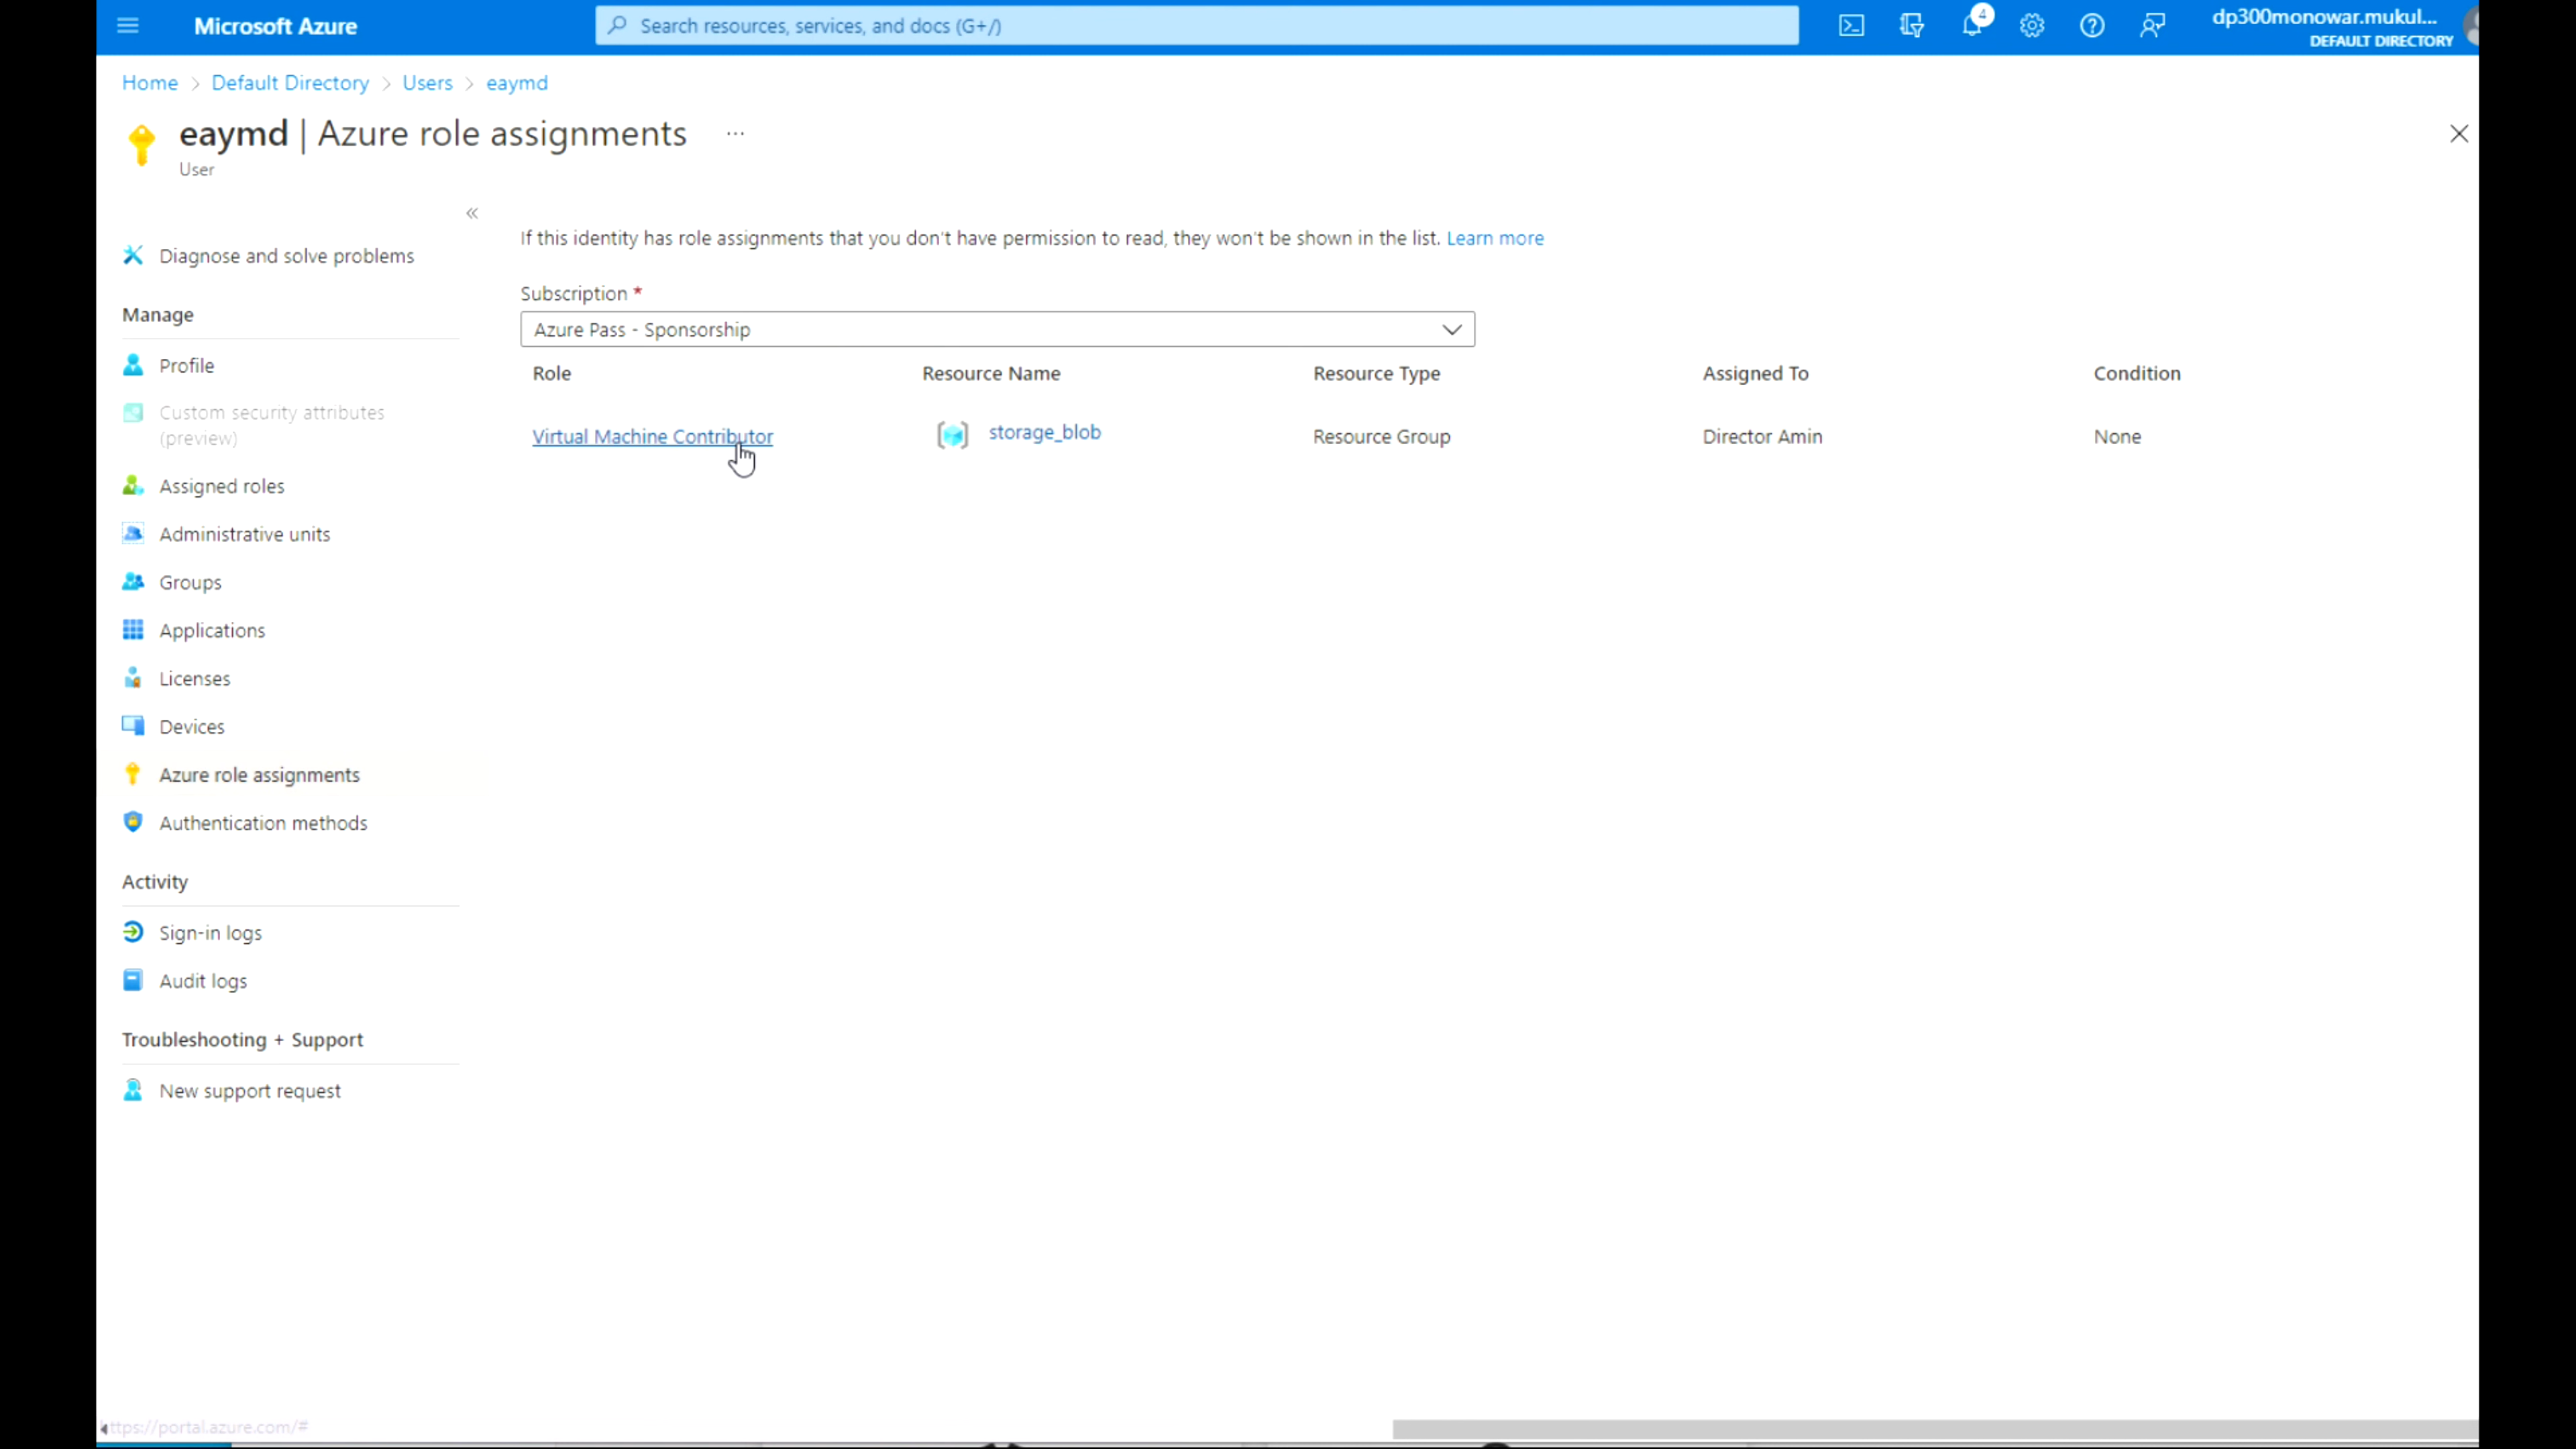 Microsoft Azure
Search resources, services, and docs (G+/)
4
dp300monowar.mukul...
DEFAULT DIRECTORY
Home > Default Directory > Users > eaymd
eaymd | Azure role assignments ...
User
«
If this identity has role assignments that you don't have permission to read, they won't be shown in the list. Learn more
Subscription *
Azure Pass - Sponsorship
Role Resource Name Resource Type Assigned To Condition
Virtual Machine Contributor storage_blob Resource Group Director Amin None
Diagnose and solve problems
Manage
Profile
Custom security attributes
(preview)
Assigned roles
Administrative units
Groups
Applications
Licenses
Devices
Azure role assignments
Authentication methods
Activity
Sign-in logs
Audit logs
Troubleshooting + Support
New support request
https://portal.azure.com/#